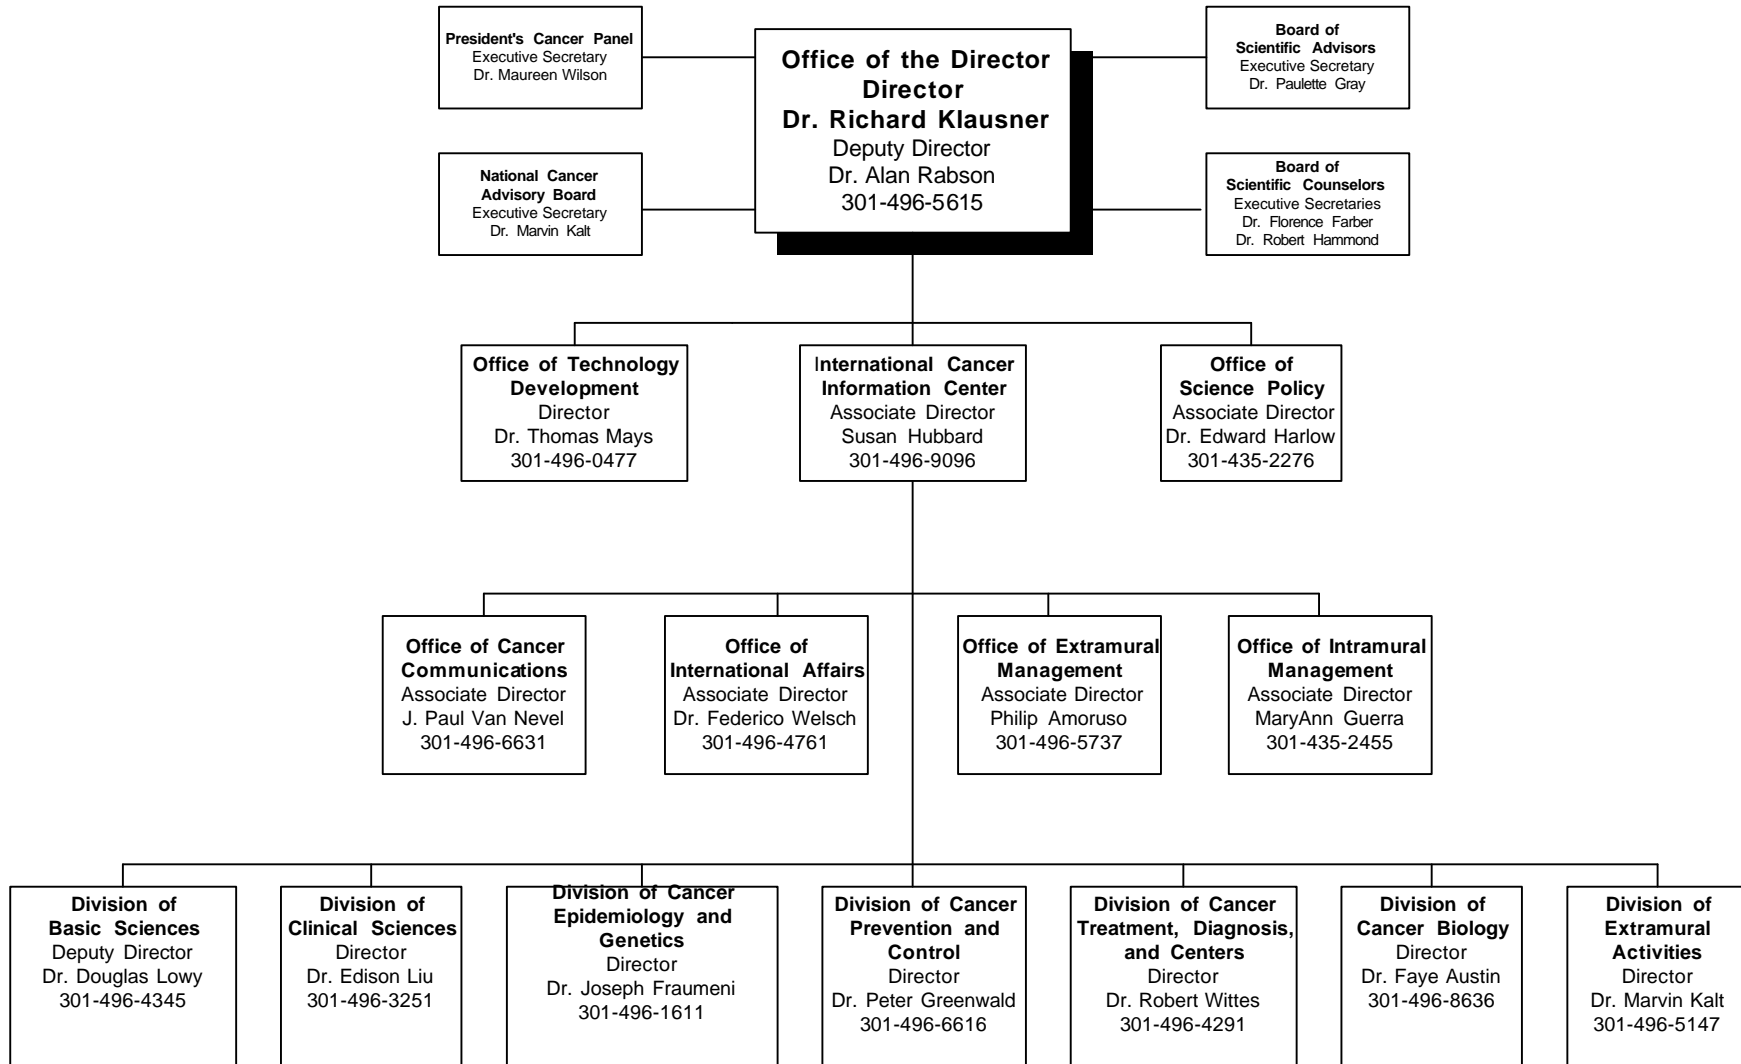 President's Cancer Panel
Executive Secretary
Dr. Maureen Wilson
Office of the Director
Director
Dr. Richard Klausner
Deputy Director
Dr. Alan Rabson
301-496-5615
Board of
Scientific Advisors
Executive Secretary
Dr. Paulette Gray
National Cancer
Advisory Board
Executive Secretary
Dr. Marvin Kalt
Board of
Scientific Counselors
Executive Secretaries
Dr. Florence Farber
Dr. Robert Hammond
Office of Technology
Development
Director
Dr. Thomas Mays
301-496-0477
International Cancer
Information Center
Associate Director
Susan Hubbard
301-496-9096
Office of
Science Policy
Associate Director
Dr. Edward Harlow
301-435-2276
Office of Cancer
Communications
Associate Director
J. Paul Van Nevel
301-496-6631
Office of
International Affairs
Associate Director
Dr. Federico Welsch
301-496-4761
Office of Extramural
Management
Associate Director
Philip Amoruso
301-496-5737
Office of Intramural
Management
Associate Director
MaryAnn Guerra
301-435-2455
Division of
Basic Sciences
Deputy Director
Dr. Douglas Lowy
301-496-4345
Division of
Clinical Sciences
Director
Dr. Edison Liu
301-496-3251
Division of Cancer
Epidemiology and
Genetics
Director
Dr. Joseph Fraumeni
301-496-1611
Division of Cancer
Prevention and
Control
Director
Dr. Peter Greenwald
301-496-6616
Division of Cancer
Treatment, Diagnosis,
and Centers
Director
Dr. Robert Wittes
301-496-4291
Division of
Cancer Biology
Director
Dr. Faye Austin
301-496-8636
Division of
Extramural
Activities
Director
Dr. Marvin Kalt
301-496-5147